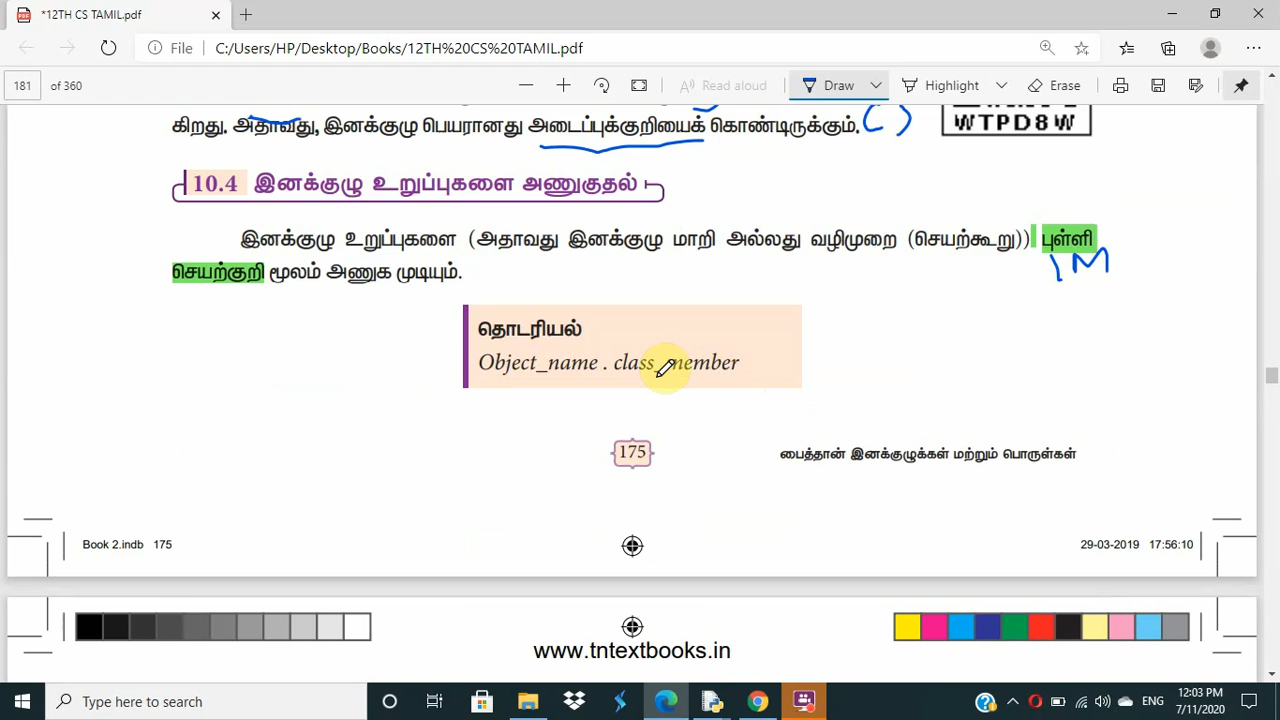 *12TH CS TAMIL.pdf
File C:/Users/HP/Desktop/Books/12TH%20CS%20TAMIL.pdf
181 of 360 Read aloud Draw Highlight Erase
கிறது. அதாவது, இனக்குழு பெயரானது அடைப்புக்குறியைக் கொண்டிருக்கும். ( )
WTPD8W
10.4 இனக்குழு உறுப்புகளை அணுகுதல்
இனக்குழு உறுப்புகளை (அதாவது இனக்குழு மாறி அல்லது வழிமுறை (செயற்கூறு)) புள்ளி
செயற்குறி மூலம் அணுக முடியும்.
1M
தொடரியல்
Object_name . class_member
175 பைத்தான் இனக்குழுக்கள் மற்றும் பொருள்கள்
Book 2.indb 175 29-03-2019 17:56:10
www.tntextbooks.in
Type here to search
ENG
12:03 PM
7/11/2020